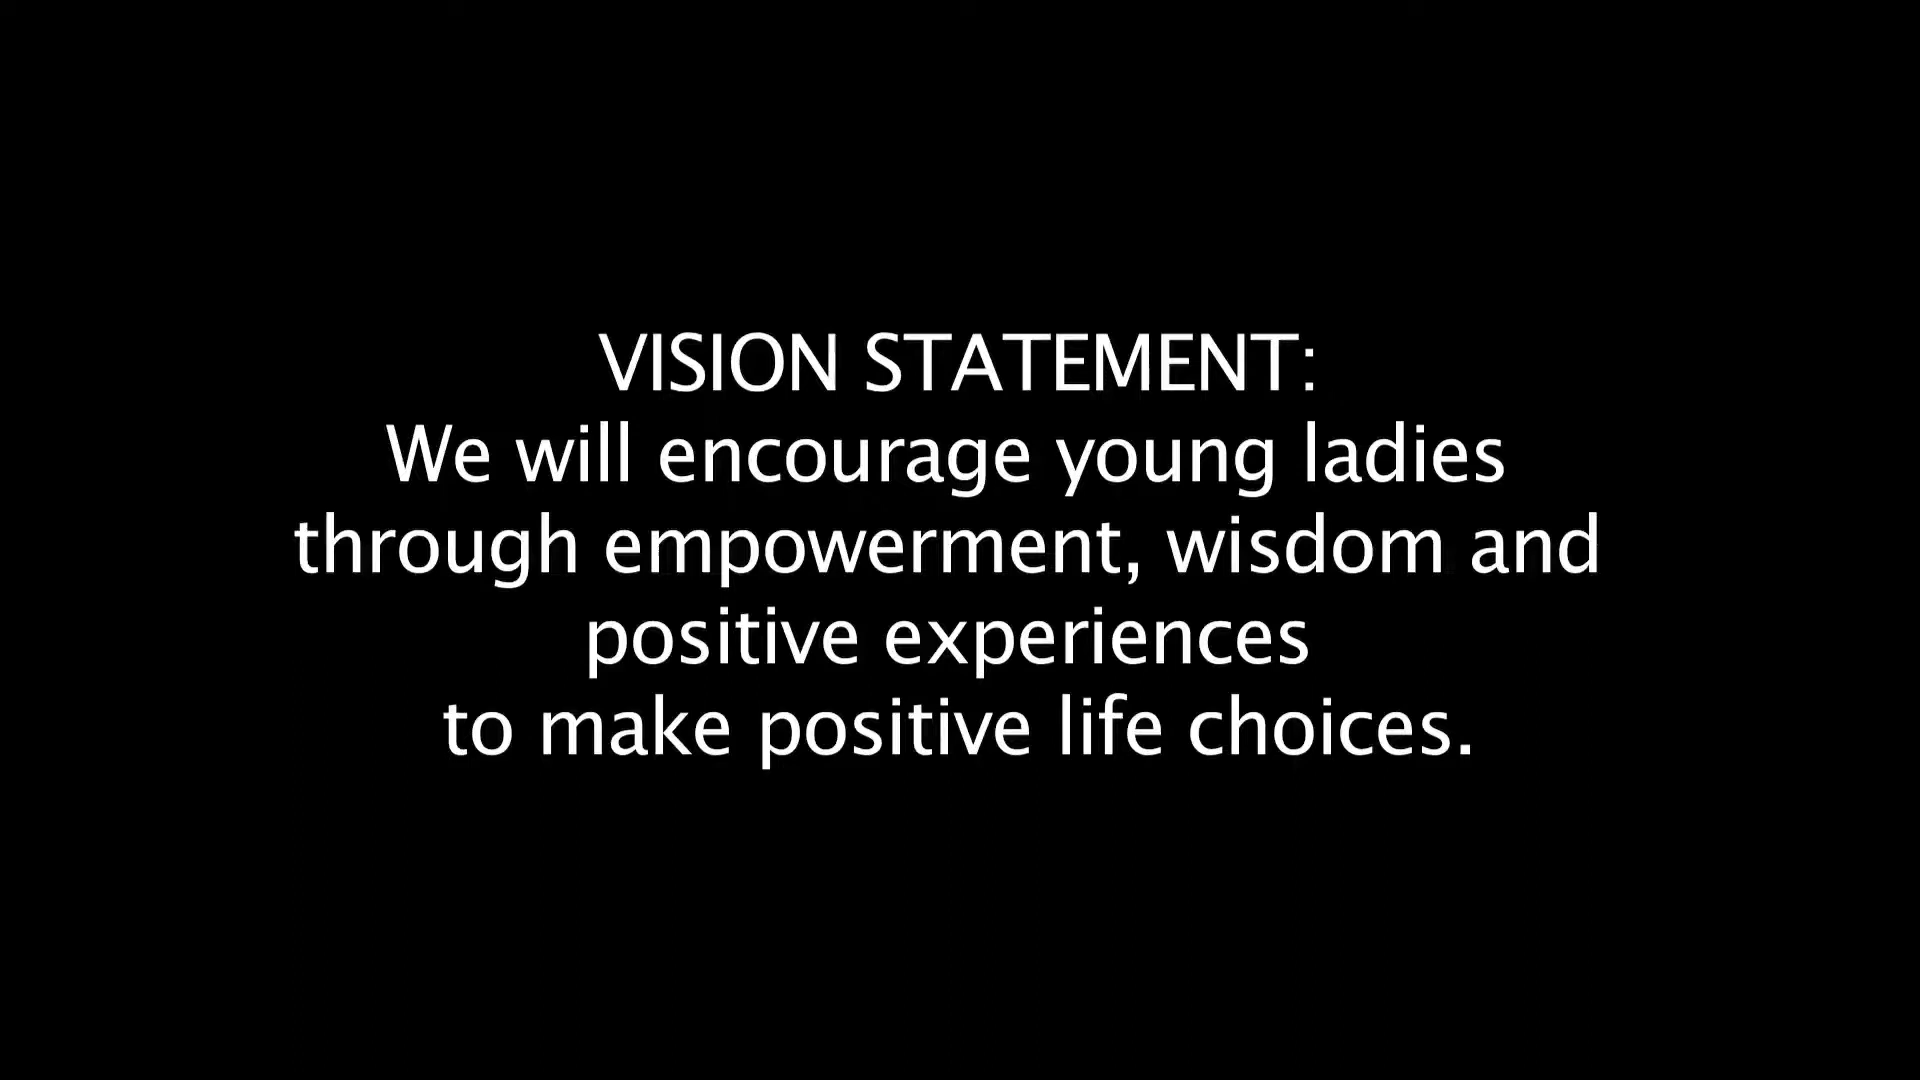 VISION STATEMENT:
We will encourage young ladies
through empowerment, wisdom and
positive experiences
to make positive life choices.